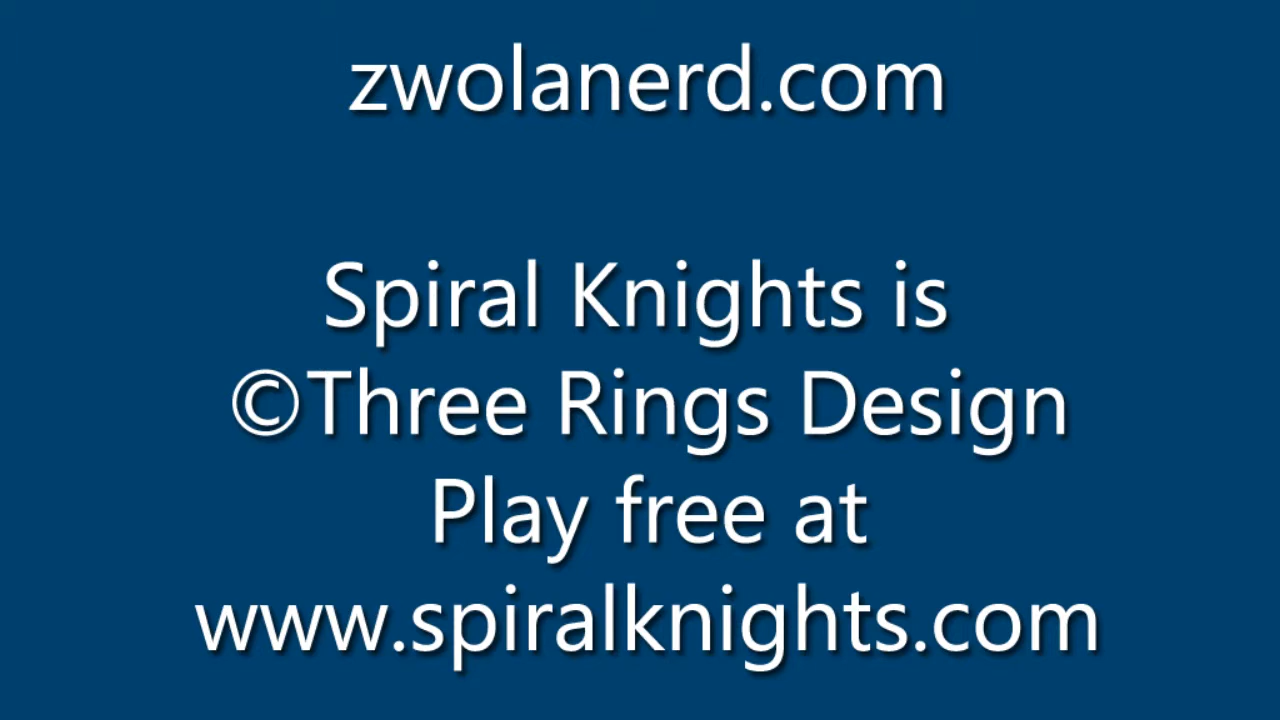 zwolanerd.com
Spiral Knights is
©Three Rings Design
Play free at
www.spiralknights.com